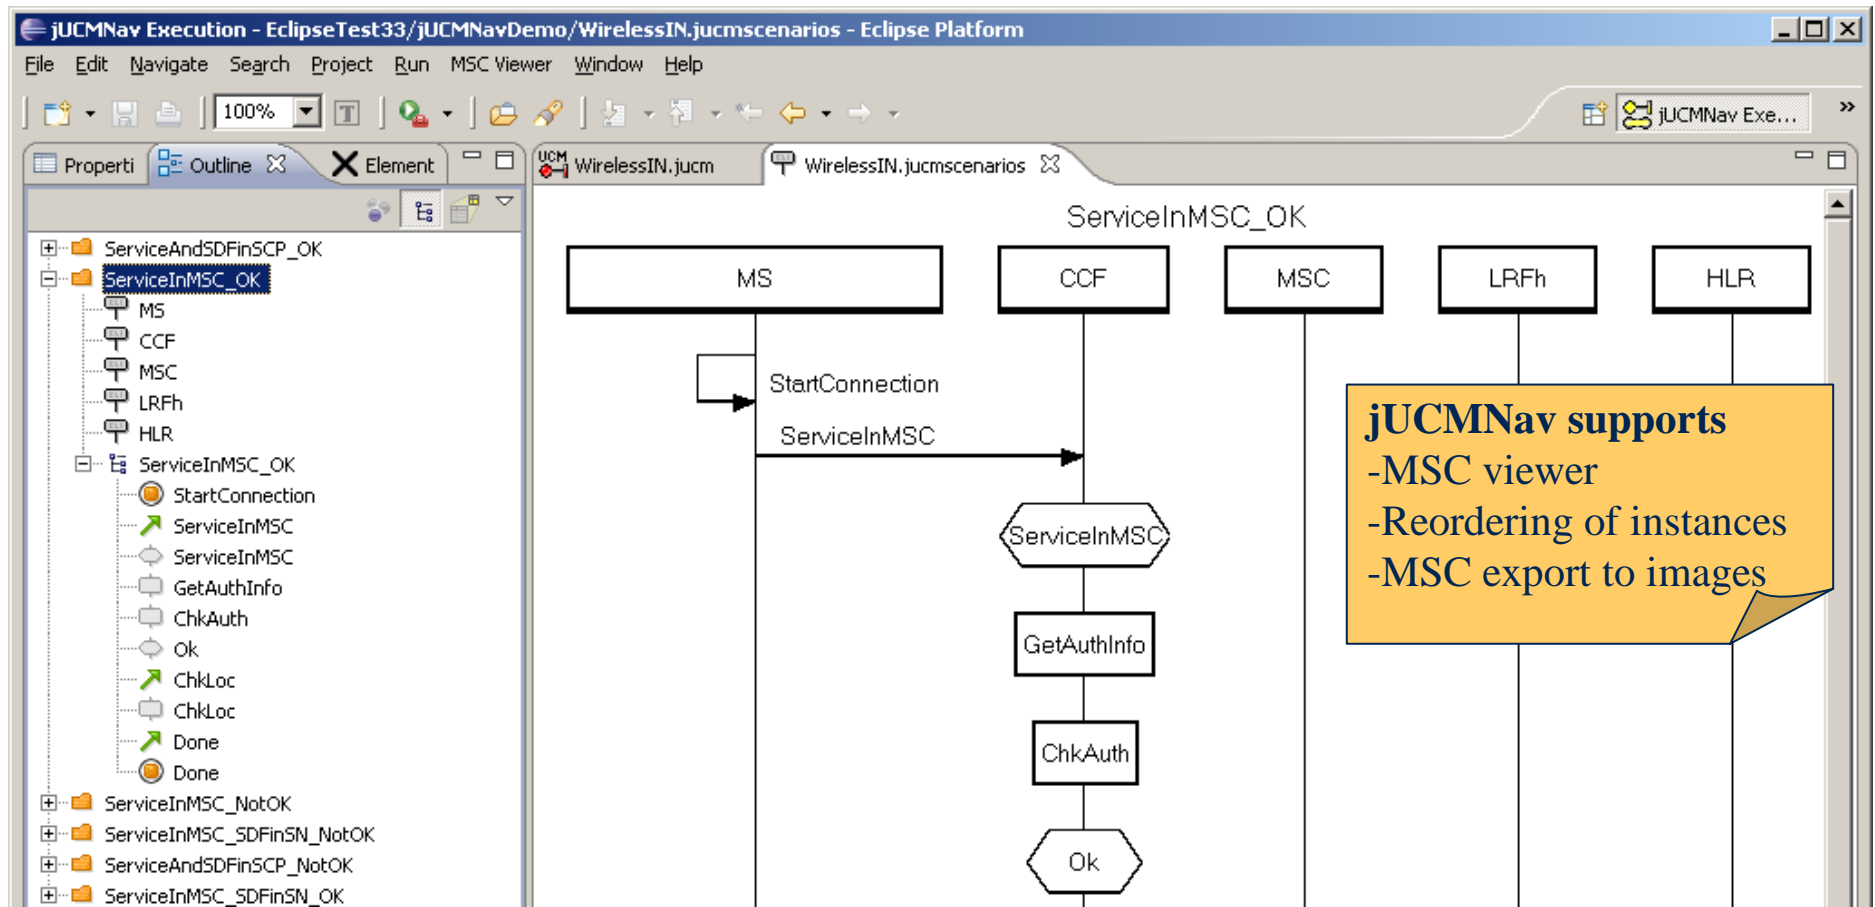 jUCMNav Execution - EclipseTest33/jUCMNavDemo/WirelessIN.jucmscenarios - Eclipse Platform
File Edit Navigate Search Project Run MSC Viewer Window Help
100% T jUCMNav Exe... »
Properti Outline Element
UCM WirelessIN.jucm WirelessIN.jucmscenarios
ServiceAndSDFinSCP_OK
ServiceInMSC_OK
MS
CCF
MSC
LRFh
HLR
ServiceInMSC_OK
StartConnection
ServiceInMSC
ServiceInMSC
GetAuthInfo
ChkAuth
Ok
ChkLoc
ChkLoc
Done
Done
ServiceInMSC_NotOK
ServiceInMSC_SDFinSN_NotOK
ServiceAndSDFinSCP_NotOK
ServiceInMSC_SDFinSN_OK
ServiceInMSC_OK
MS CCF MSC LRFh HLR
StartConnection
ServiceInMSC
ServiceInMSC
GetAuthInfo
ChkAuth
Ok
jUCMNav supports
-MSC viewer
-Reordering of instances
-MSC export to images